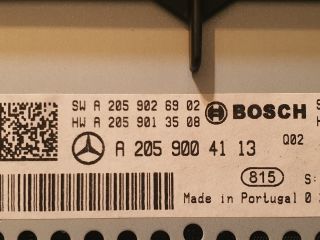 SW A 205 902 69 02
HW A 205 901 35 08
BOSCH
S
H
A 205 900 41 13
Q02
815
S:
Made in Portugal 0